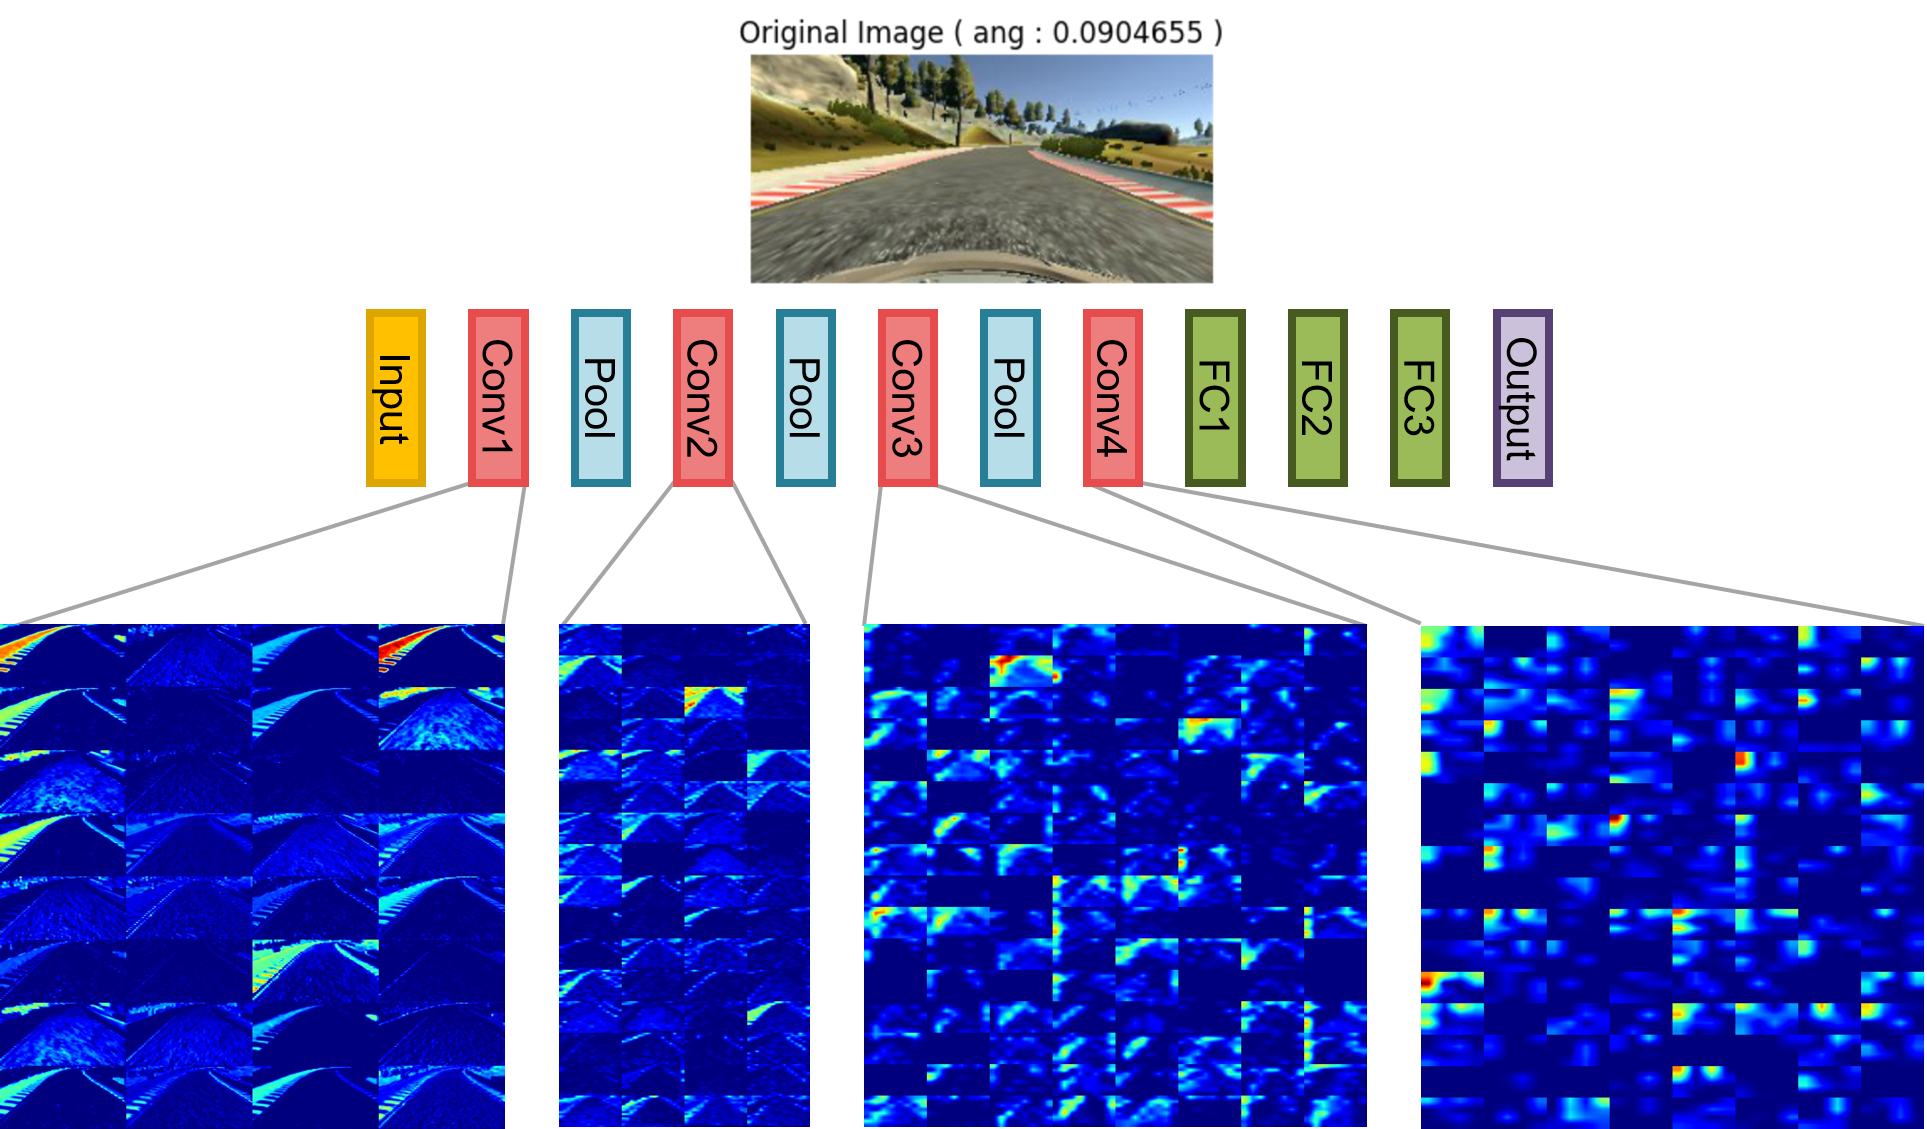 Original Image ( ang : 0.0904655 )
Input
Conv1
Pool
Conv2
Pool
Conv3
Pool
Conv4
FC1
FC2
FC3
Output